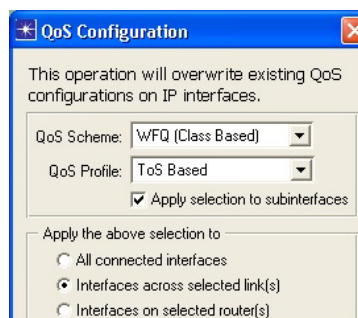 QoS Configuration
This operation will overwrite existing QoS
configurations on IP interfaces.
QoS Scheme: WFQ (Class Based)
QoS Profile: ToS Based
Apply selection to subinterfaces
Apply the above selection to
All connected interfaces
Interfaces across selected link(s)
Interfaces on selected router(s)